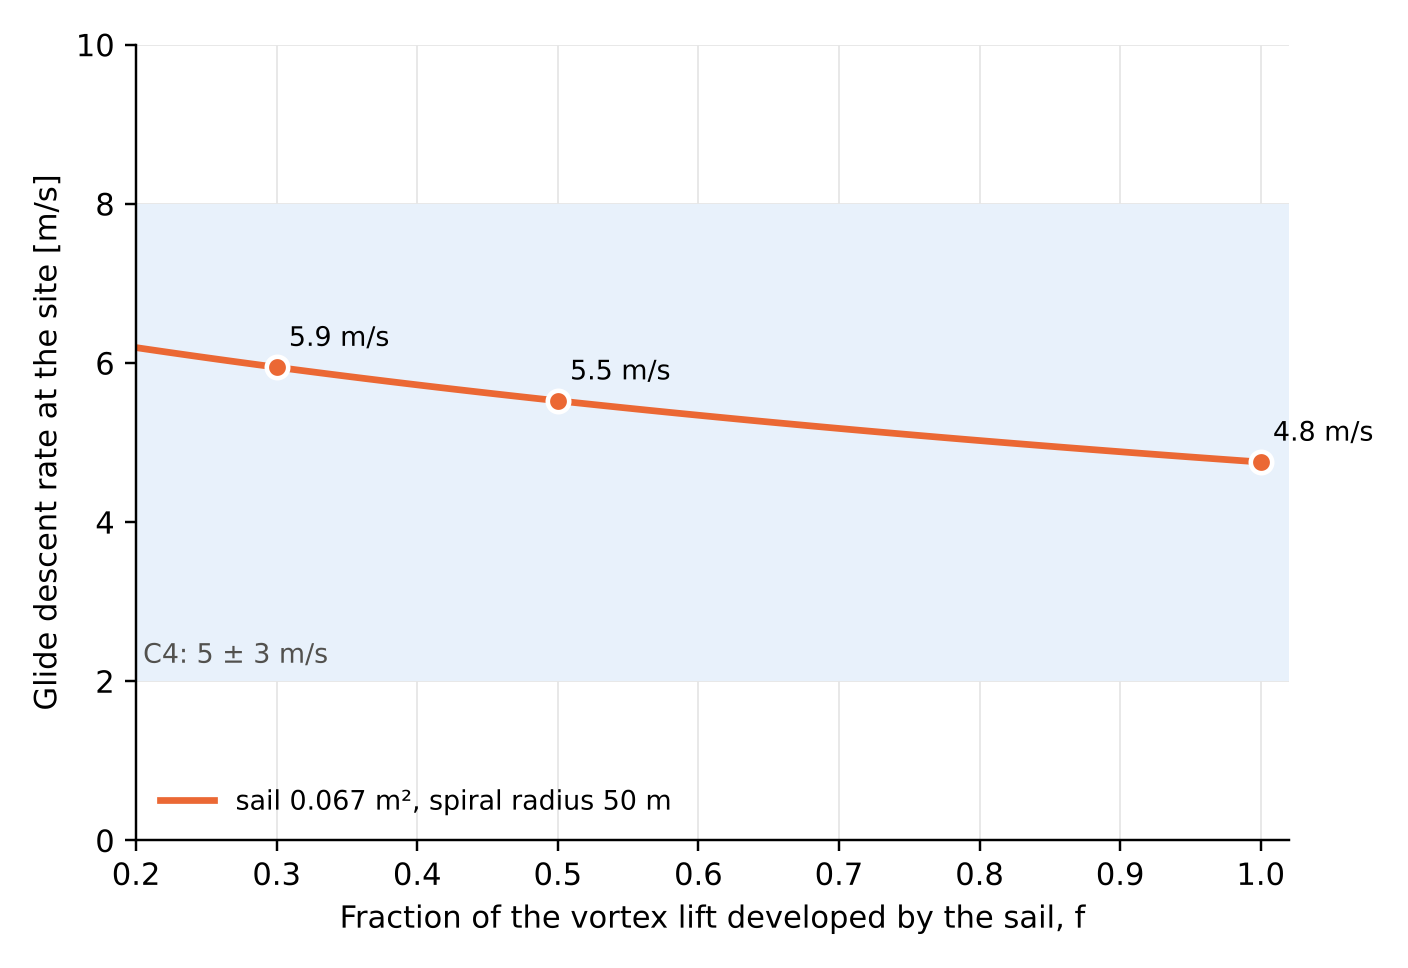 Glide descent rate at the site [m/s]
10
8
6
4
2
0
5.9 m/s
5.5 m/s
4.8 m/s
C4: 5 ± 3 m/s
sail 0.067 m², spiral radius 50 m
0.2 0.3 0.4 0.5 0.6 0.7 0.8 0.9 1.0
Fraction of the vortex lift developed by the sail, f